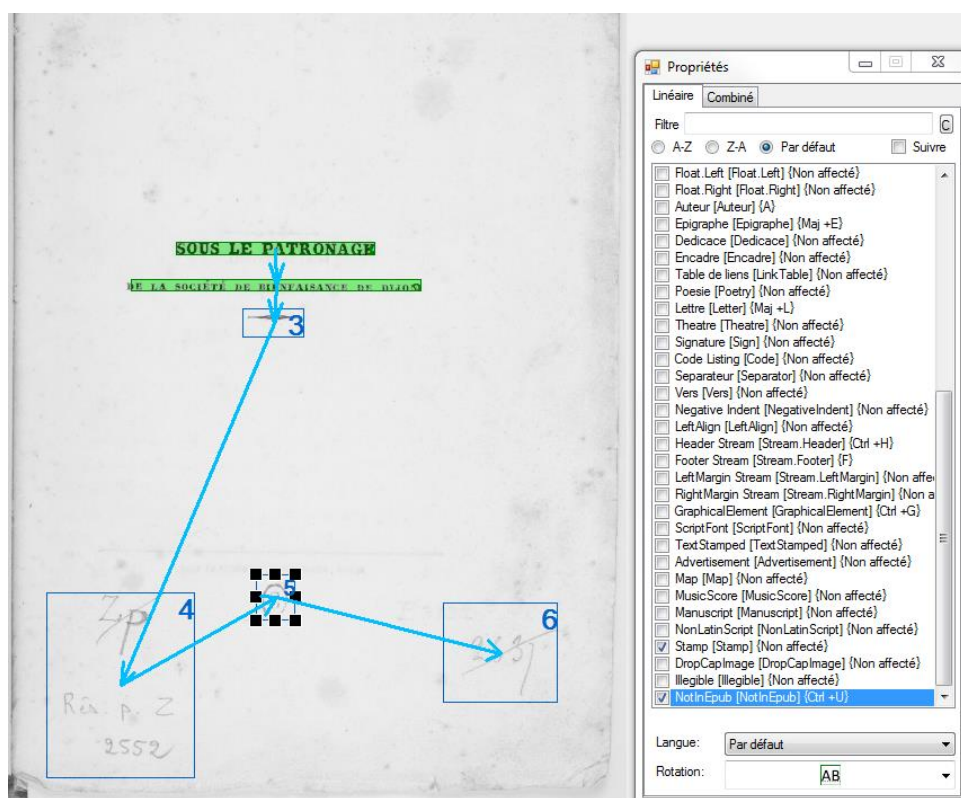 SOUS LE PATRONAGE
DE LA SOCIÉTÉ DE BIENFAISANCE DE DIJON
3
4
5
6
Zp
Rés. p. Z
2552
Propriétés
Linéaire Combiné
Filtre C
A-Z Z-A Par défaut Suivre
Float.Left [Float.Left] {Non affecté}
Float.Right [Float.Right] {Non affecté}
Auteur [Auteur] {A}
Epigraphe [Epigraphe] {Maj +E}
Dedicace [Dedicace] {Non affecté}
Encadre [Encadre] {Non affecté}
Table de liens [LinkTable] {Non affecté}
Poesie [Poetry] {Non affecté}
Lettre [Letter] {Maj +L}
Theatre [Theatre] {Non affecté}
Signature [Sign] {Non affecté}
Code Listing [Code] {Non affecté}
Separateur [Separator] {Non affecté}
Vers [Vers] {Non affecté}
Negative Indent [NegativeIndent] {Non affecté}
LeftAlign [LeftAlign] {Non affecté}
Header Stream [Stream.Header] {Ctrl +H}
Footer Stream [Stream.Footer] {F}
LeftMargin Stream [Stream.LeftMargin] {Non affe
RightMargin Stream [Stream.RightMargin] {Non a
GraphicalElement [GraphicalElement] {Ctrl +G}
ScriptFont [ScriptFont] {Non affecté}
TextStamped [TextStamped] {Non affecté}
Advertisement [Advertisement] {Non affecté}
Map [Map] {Non affecté}
MusicScore [MusicScore] {Non affecté}
Manuscript [Manuscript] {Non affecté}
NonLatinScript [NonLatinScript] {Non affecté}
Stamp [Stamp] {Non affecté}
DropCapImage [DropCapImage] {Non affecté}
Illegible [Illegible] {Non affecté}
NotInEpub [NotInEpub] {Ctrl +U}
Langue: Par défaut
Rotation: AB